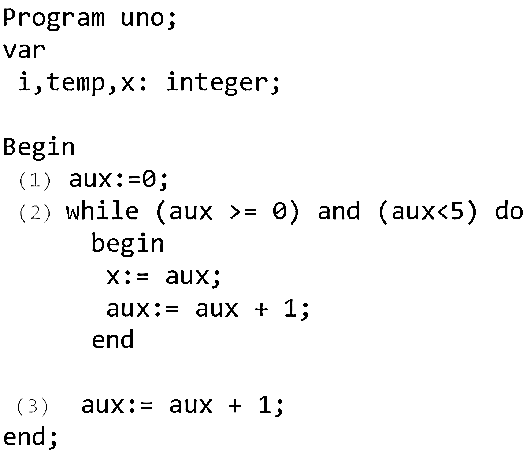 Program uno;
var
i,temp,x: integer;
Begin
(1) aux:=0;
(2) while (aux >= 0) and (aux<5) do
begin
x:= aux;
aux:= aux + 1;
end
(3) aux:= aux + 1;
end;